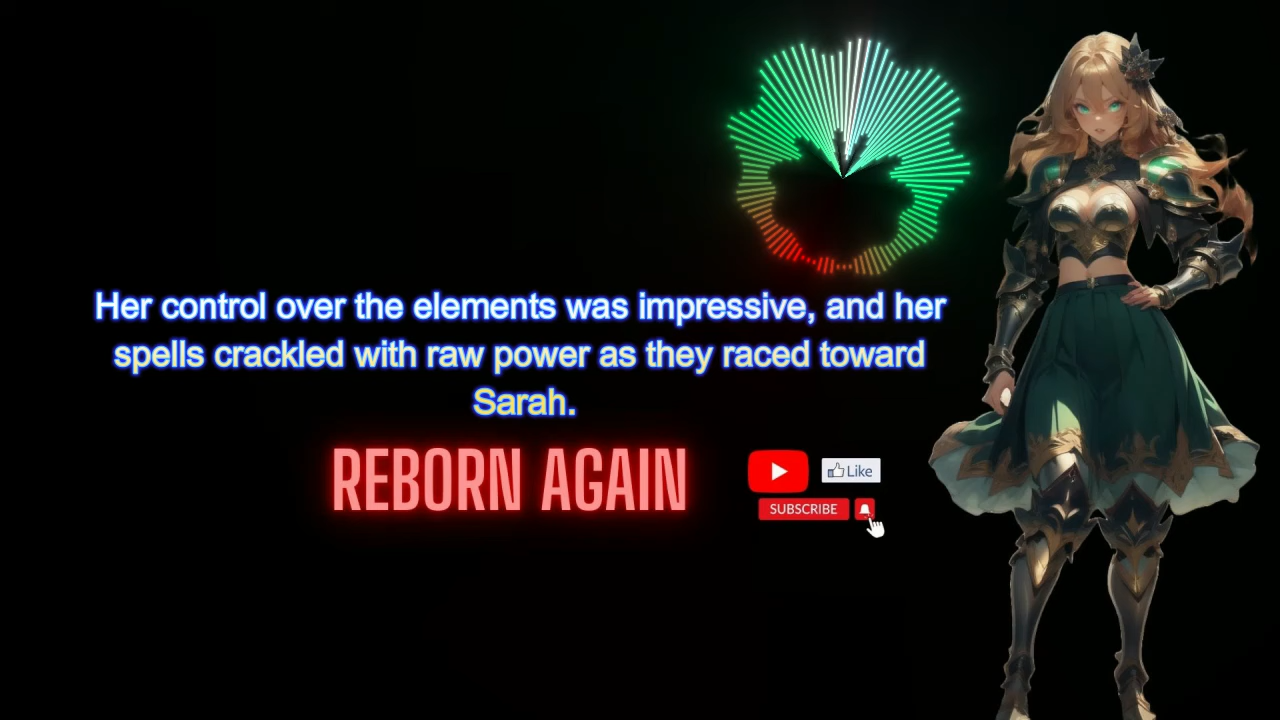 Her control over the elements was impressive, and her
spells crackled with raw power as they raced toward
Sarah.
REBORN AGAIN
Like
SUBSCRIBE